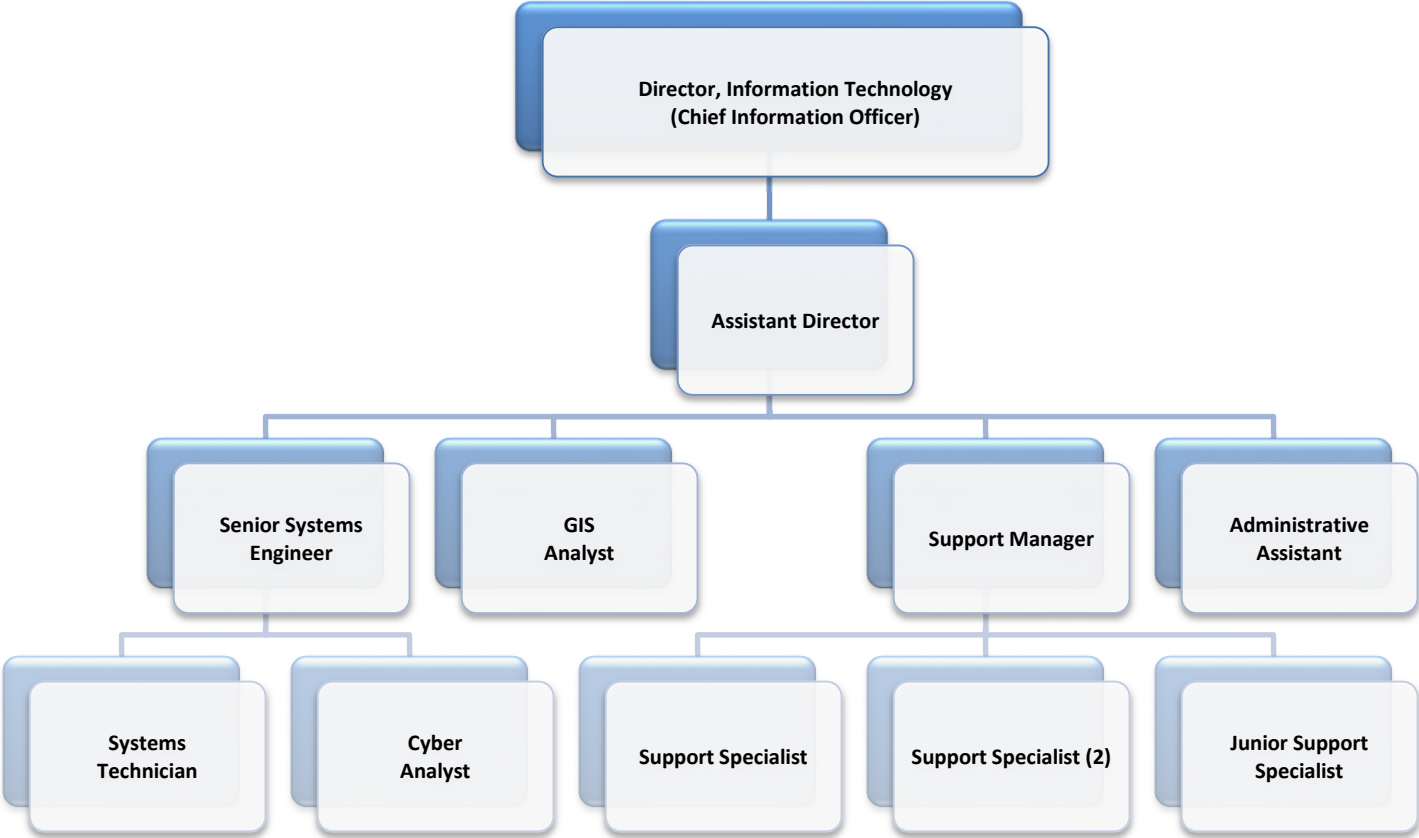 Director, Information Technology
(Chief Information Officer)
Assistant Director
Senior Systems
Engineer
GIS
Analyst
Support Manager
Administrative
Assistant
Systems
Technician
Cyber
Analyst
Support Specialist
Support Specialist (2)
Junior Support
Specialist